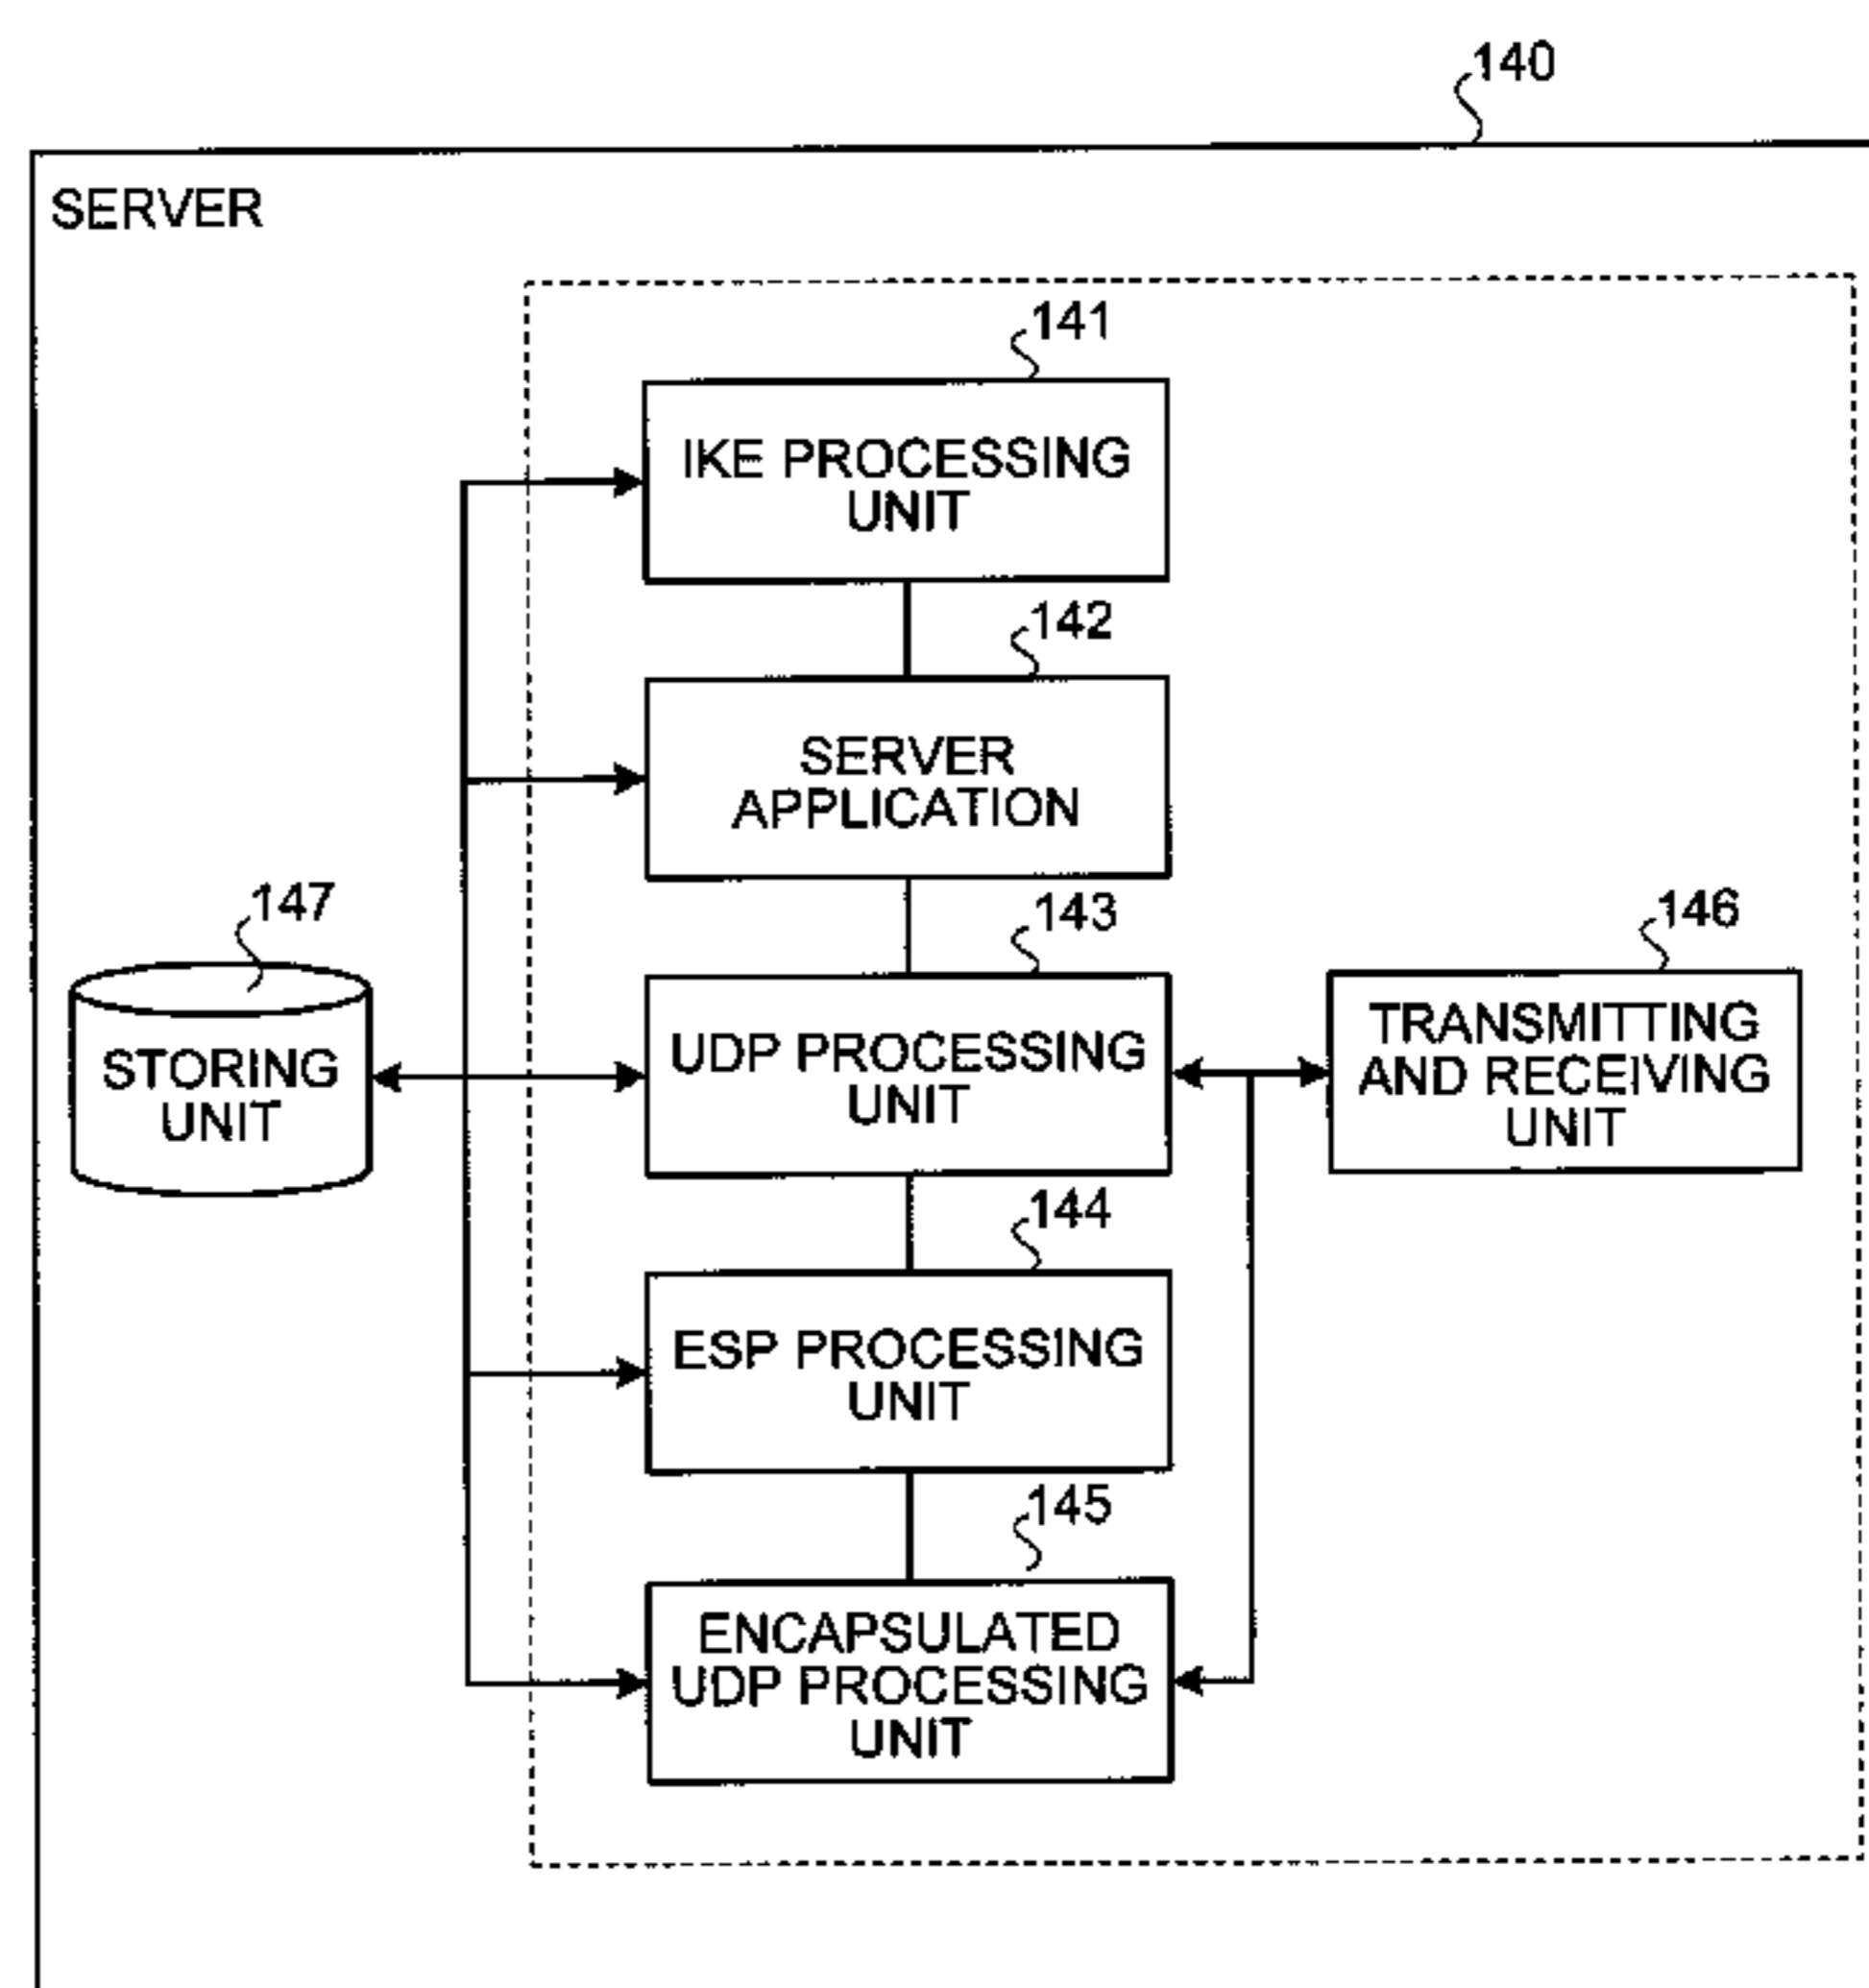 140
SERVER
141
IKE PROCESSING
UNIT
142
SERVER
APPLICATION
147
STORING
UNIT
143
UDP PROCESSING
UNIT
146
TRANSMITTING
AND RECEIVING
UNIT
144
ESP PROCESSING
UNIT
145
ENCAPSULATED
UDP PROCESSING
UNIT